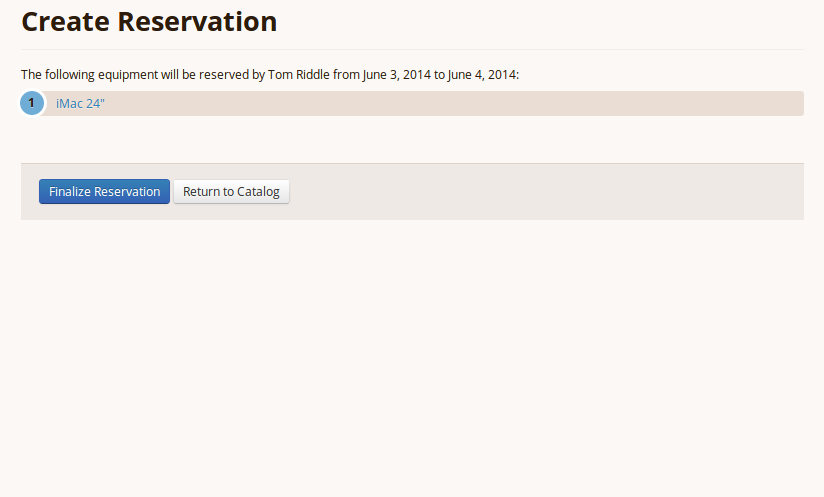 Create Reservation
The following equipment will be reserved by Tom Riddle from June 3, 2014 to June 4, 2014:
1 iMac 24"
Finalize Reservation Return to Catalog